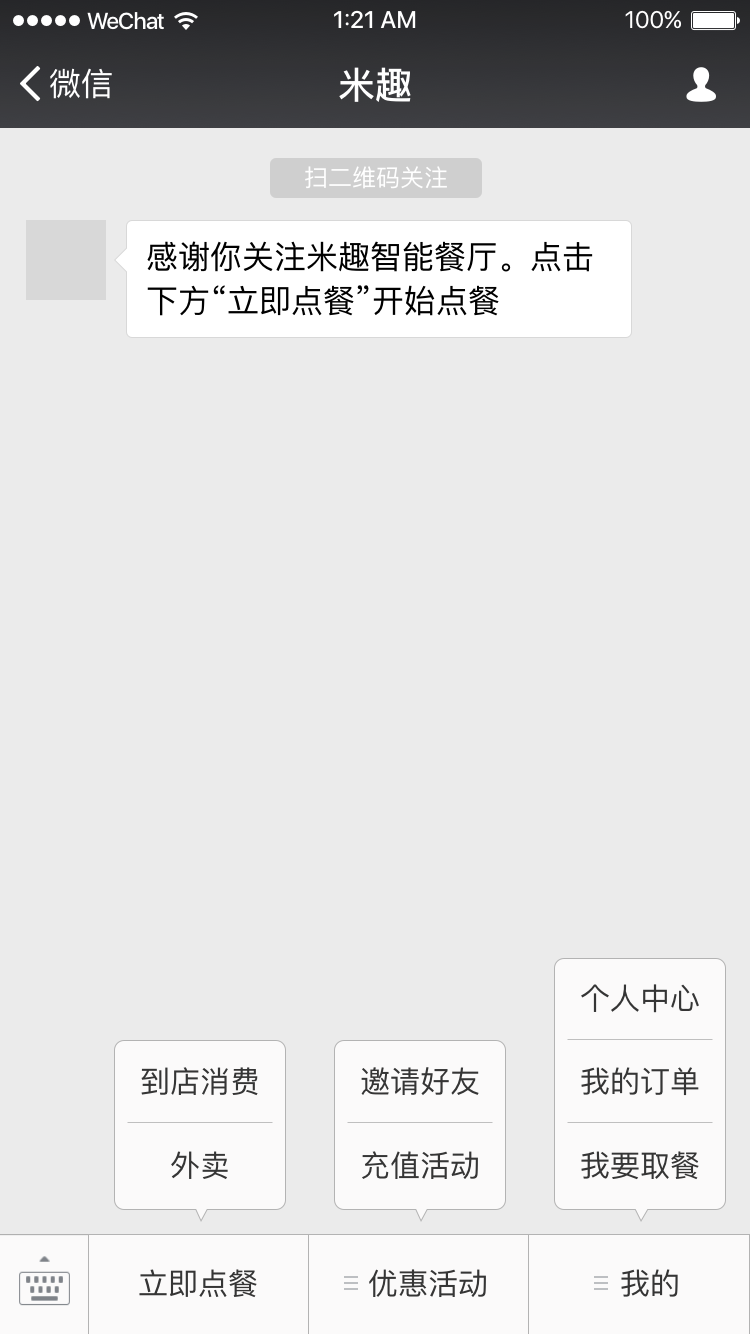 WeChat 1:21 AM 100%
微信 米趣
扫二维码关注
感谢你关注米趣智能餐厅。点击
下方“立即点餐”开始点餐
到店消费
外卖
邀请好友
充值活动
个人中心
我的订单
我要取餐
立即点餐 优惠活动 我的